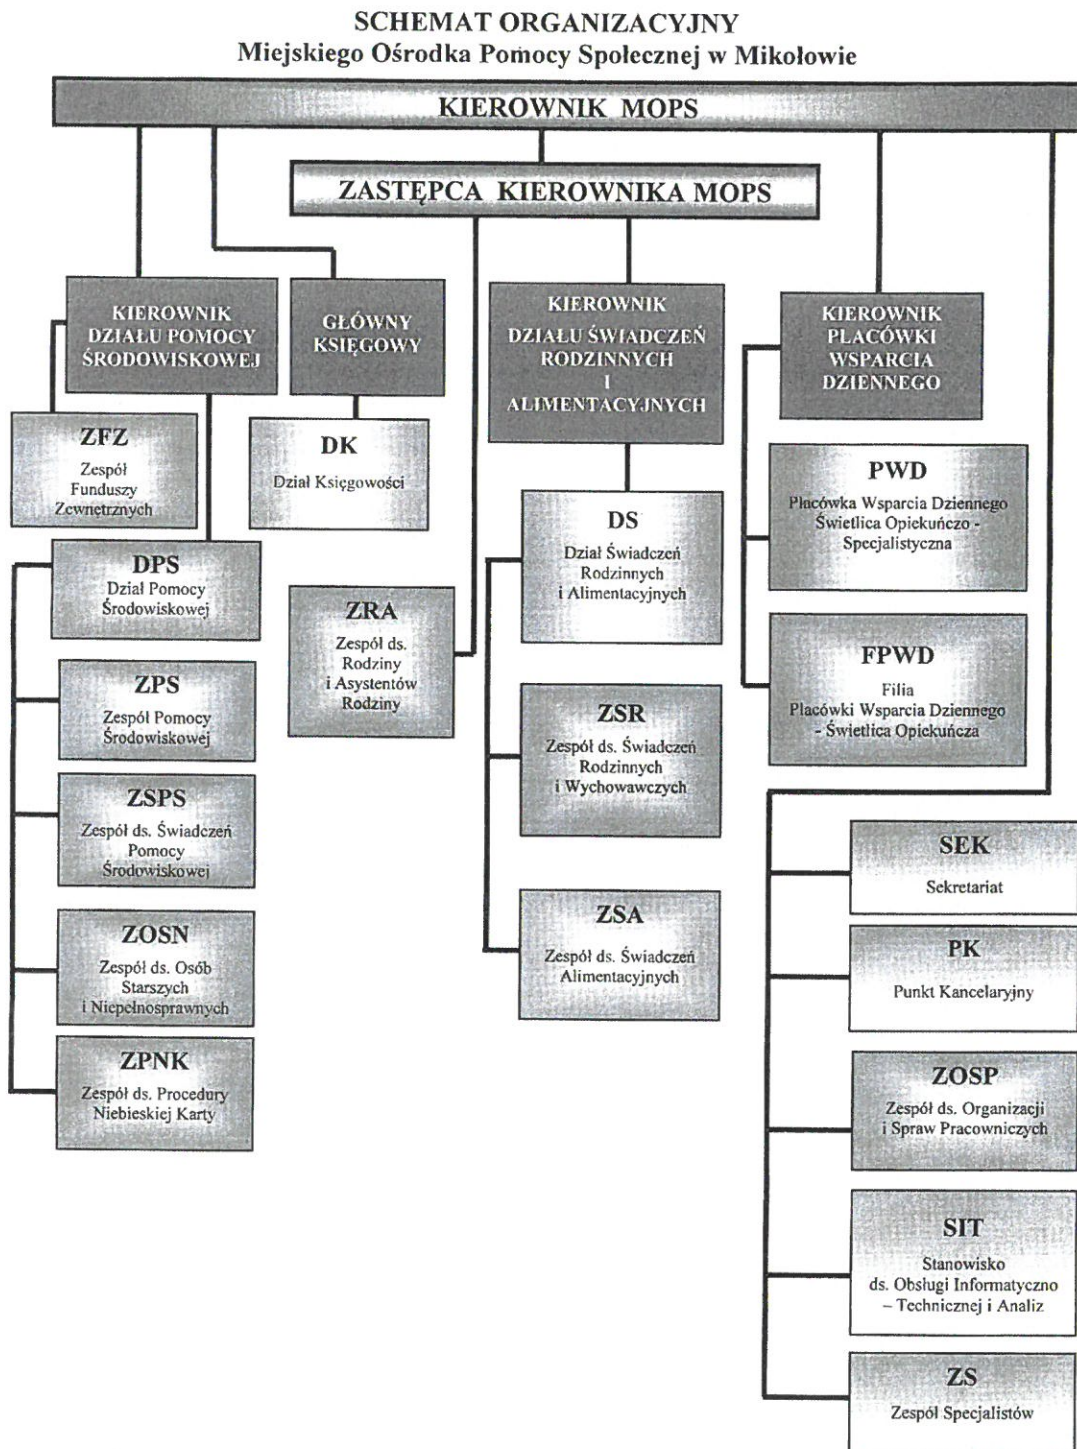 SCHEMAT ORGANIZACYJNY
Miejskiego Ośrodka Pomocy Społecznej w Mikołowie
KIEROWNIK MOPS
ZASTĘPCA KIEROWNIKA MOPS
KIEROWNIK
DZIAŁU POMOCY
ŚRODOWISKOWEJ
GŁÓWNY
KSIĘGOWY
KIEROWNIK
DZIAŁU ŚWIADCZEŃ
RODZINNYCH
I
ALIMENTACYJNYCH
KIEROWNIK
PLACÓWKI
WSPARCIA
DZIENNEGO
ZFZ
Zespół
Funduszy
Zewnętrznych
DK
Dział Księgowości
DPS
Dział Pomocy
Środowiskowej
ZPS
Zespół Pomocy
Środowiskowej
ZSPS
Zespół ds. Świadczeń
Pomocy
Środowiskowej
ZOSN
Zespół ds. Osób
Starszych
i Niepełnosprawnych
ZPNK
Zespół ds. Procedury
Niebieskiej Karty
ZRA
Zespół ds.
Rodziny
i Asystentów
Rodziny
DS
Dział Świadczeń
Rodzinnych
i Alimentacyjnych
ZSR
Zespół ds. Świadczeń
Rodzinnych
i Wychowawczych
ZSA
Zespół ds. Świadczeń
Alimentacyjnych
PWD
Placówka Wsparcia Dziennego
Świetlica Opiekuńczo -
Specjalistyczna
FPWD
Filia
Placówki Wsparcia Dziennego
- Świetlica Opiekuńcza
SEK
Sekretariat
PK
Punkt Kancelaryjny
ZOSP
Zespół ds. Organizacji
i Spraw Pracowniczych
SIT
Stanowisko
ds. Obsługi Informatyczno
– Technicznej i Analiz
ZS
Zespół Specjalistów